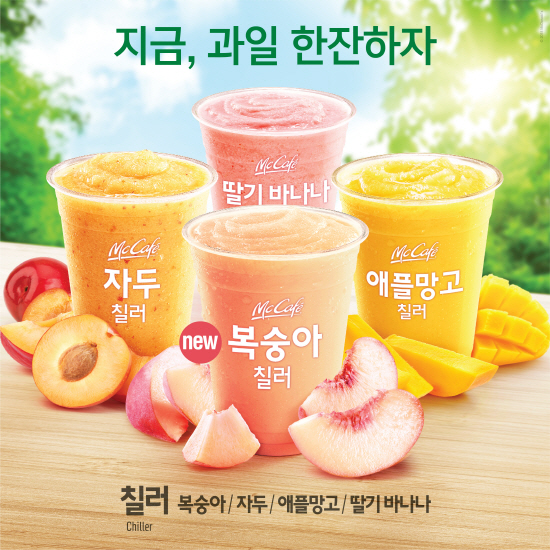 지금, 과일 한잔하자
McCafé
딸기 바나나
McCafé
자두
칠러
McCafé
애플망고
칠러
McCafé
new
복숭아
칠러
칠러 복숭아/자두/애플망고/딸기 바나나
Chiller